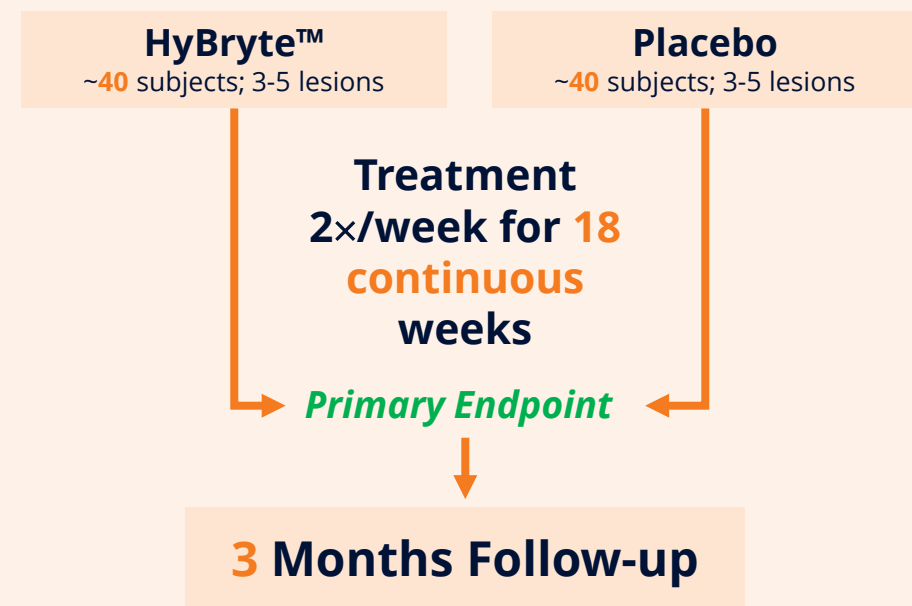 HyBryte™
~40 subjects; 3-5 lesions
Placebo
~40 subjects; 3-5 lesions
Treatment
2×/week for 18
continuous
weeks
Primary Endpoint
3 Months Follow-up